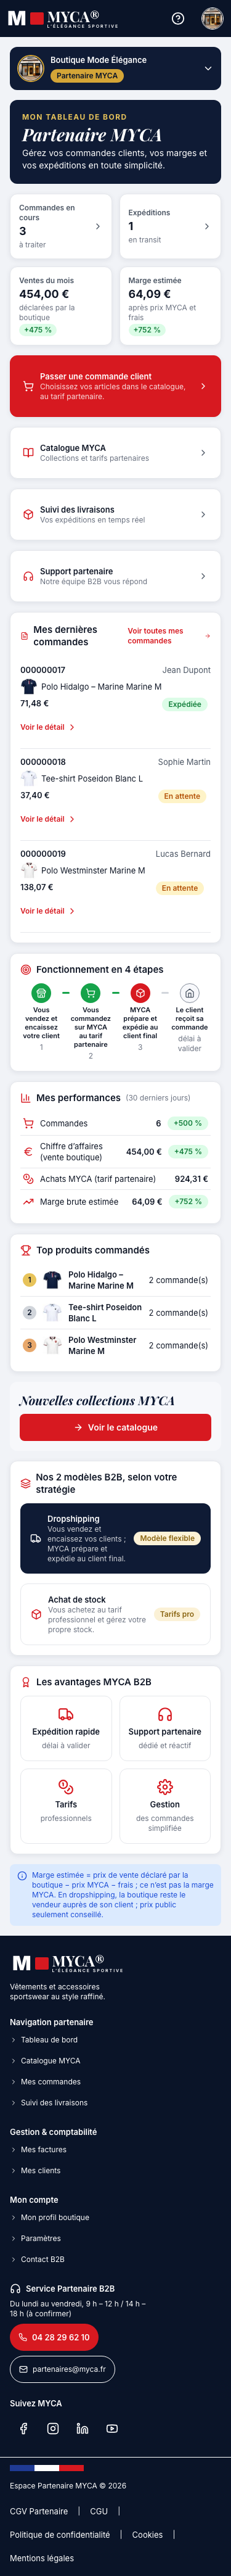 MYCA®
L'ÉLÉGANCE SPORTIVE
Boutique Mode Élégance
Partenaire MYCA
MON TABLEAU DE BORD
Partenaire MYCA
Gérez vos commandes clients, vos marges et
vos expéditions en toute simplicité.
Commandes en
cours
3
à traiter
Expéditions
1
en transit
Ventes du mois
454,00 €
déclarées par la
boutique
+475 %
Marge estimée
64,09 €
après prix MYCA et
frais
+752 %
Passer une commande client
Choisissez vos articles dans le catalogue,
au tarif partenaire.
Catalogue MYCA
Collections et tarifs partenaires
Suivi des livraisons
Vos expéditions en temps réel
Support partenaire
Notre équipe B2B vous répond
Mes dernières
commandes
Voir toutes mes
commandes
000000017
Jean Dupont
Polo Hidalgo – Marine Marine M
71,48 €
Expédiée
Voir le détail
000000018
Sophie Martin
Tee-shirt Poseidon Blanc L
37,40 €
En attente
Voir le détail
000000019
Lucas Bernard
Polo Westminster Marine M
138,07 €
En attente
Voir le détail
Fonctionnement en 4 étapes
Vous
vendez et
encaissez
votre client
1
Vous
commandez
sur MYCA
au tarif
partenaire
2
MYCA
prépare et
expédie au
client final
3
Le client
reçoit sa
commande
délai à
valider
Mes performances (30 derniers jours)
Commandes
6
+500 %
Chiffre d’affaires
(vente boutique)
454,00 €
+475 %
Achats MYCA (tarif partenaire)
924,31 €
Marge brute estimée
64,09 €
+752 %
Top produits commandés
1
Polo Hidalgo –
Marine Marine M
2 commande(s)
2
Tee-shirt Poseidon
Blanc L
2 commande(s)
3
Polo Westminster
Marine M
2 commande(s)
Nouvelles collections MYCA
Voir le catalogue
Nos 2 modèles B2B, selon votre
stratégie
Dropshipping
Vous vendez et
encaissez vos clients ;
MYCA prépare et
expédie au client final.
Modèle flexible
Achat de stock
Vous achetez au tarif
professionnel et gérez votre
propre stock.
Tarifs pro
Les avantages MYCA B2B
Expédition rapide
délai à valider
Support partenaire
dédié et réactif
Tarifs
professionnels
Gestion
des commandes
simplifiée
Marge estimée = prix de vente déclaré par la
boutique − prix MYCA − frais ; ce n’est pas la marge
MYCA. En dropshipping, la boutique reste le
vendeur auprès de son client ; prix public
seulement conseillé.
MYCA®
L'ÉLÉGANCE SPORTIVE
Vêtements et accessoires
sportswear au style raffiné.
Navigation partenaire
Tableau de bord
Catalogue MYCA
Mes commandes
Suivi des livraisons
Gestion & comptabilité
Mes factures
Mes clients
Mon compte
Mon profil boutique
Paramètres
Contact B2B
Service Partenaire B2B
Du lundi au vendredi, 9 h – 12 h / 14 h –
18 h (à confirmer)
04 28 29 62 10
partenaires@myca.fr
Suivez MYCA
Espace Partenaire MYCA © 2026
CGV Partenaire | CGU |
Politique de confidentialité | Cookies |
Mentions légales